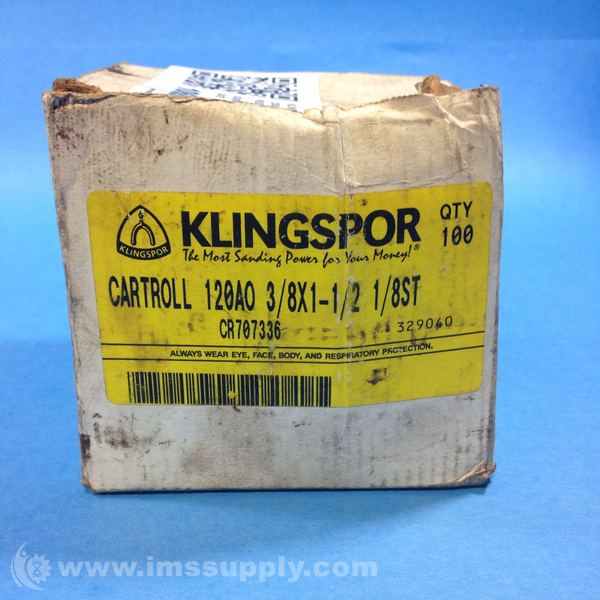 KLINGSPOR
KLINGSPOR
QTY
100
The Most Sanding Power for Your Money!®
CARTROLL 120AO 3/8X1-1/2 1/8ST
CR707336
329040
ALWAYS WEAR EYE, FACE, BODY, AND RESPIRATORY PROTECTION.
www.imssupply.com